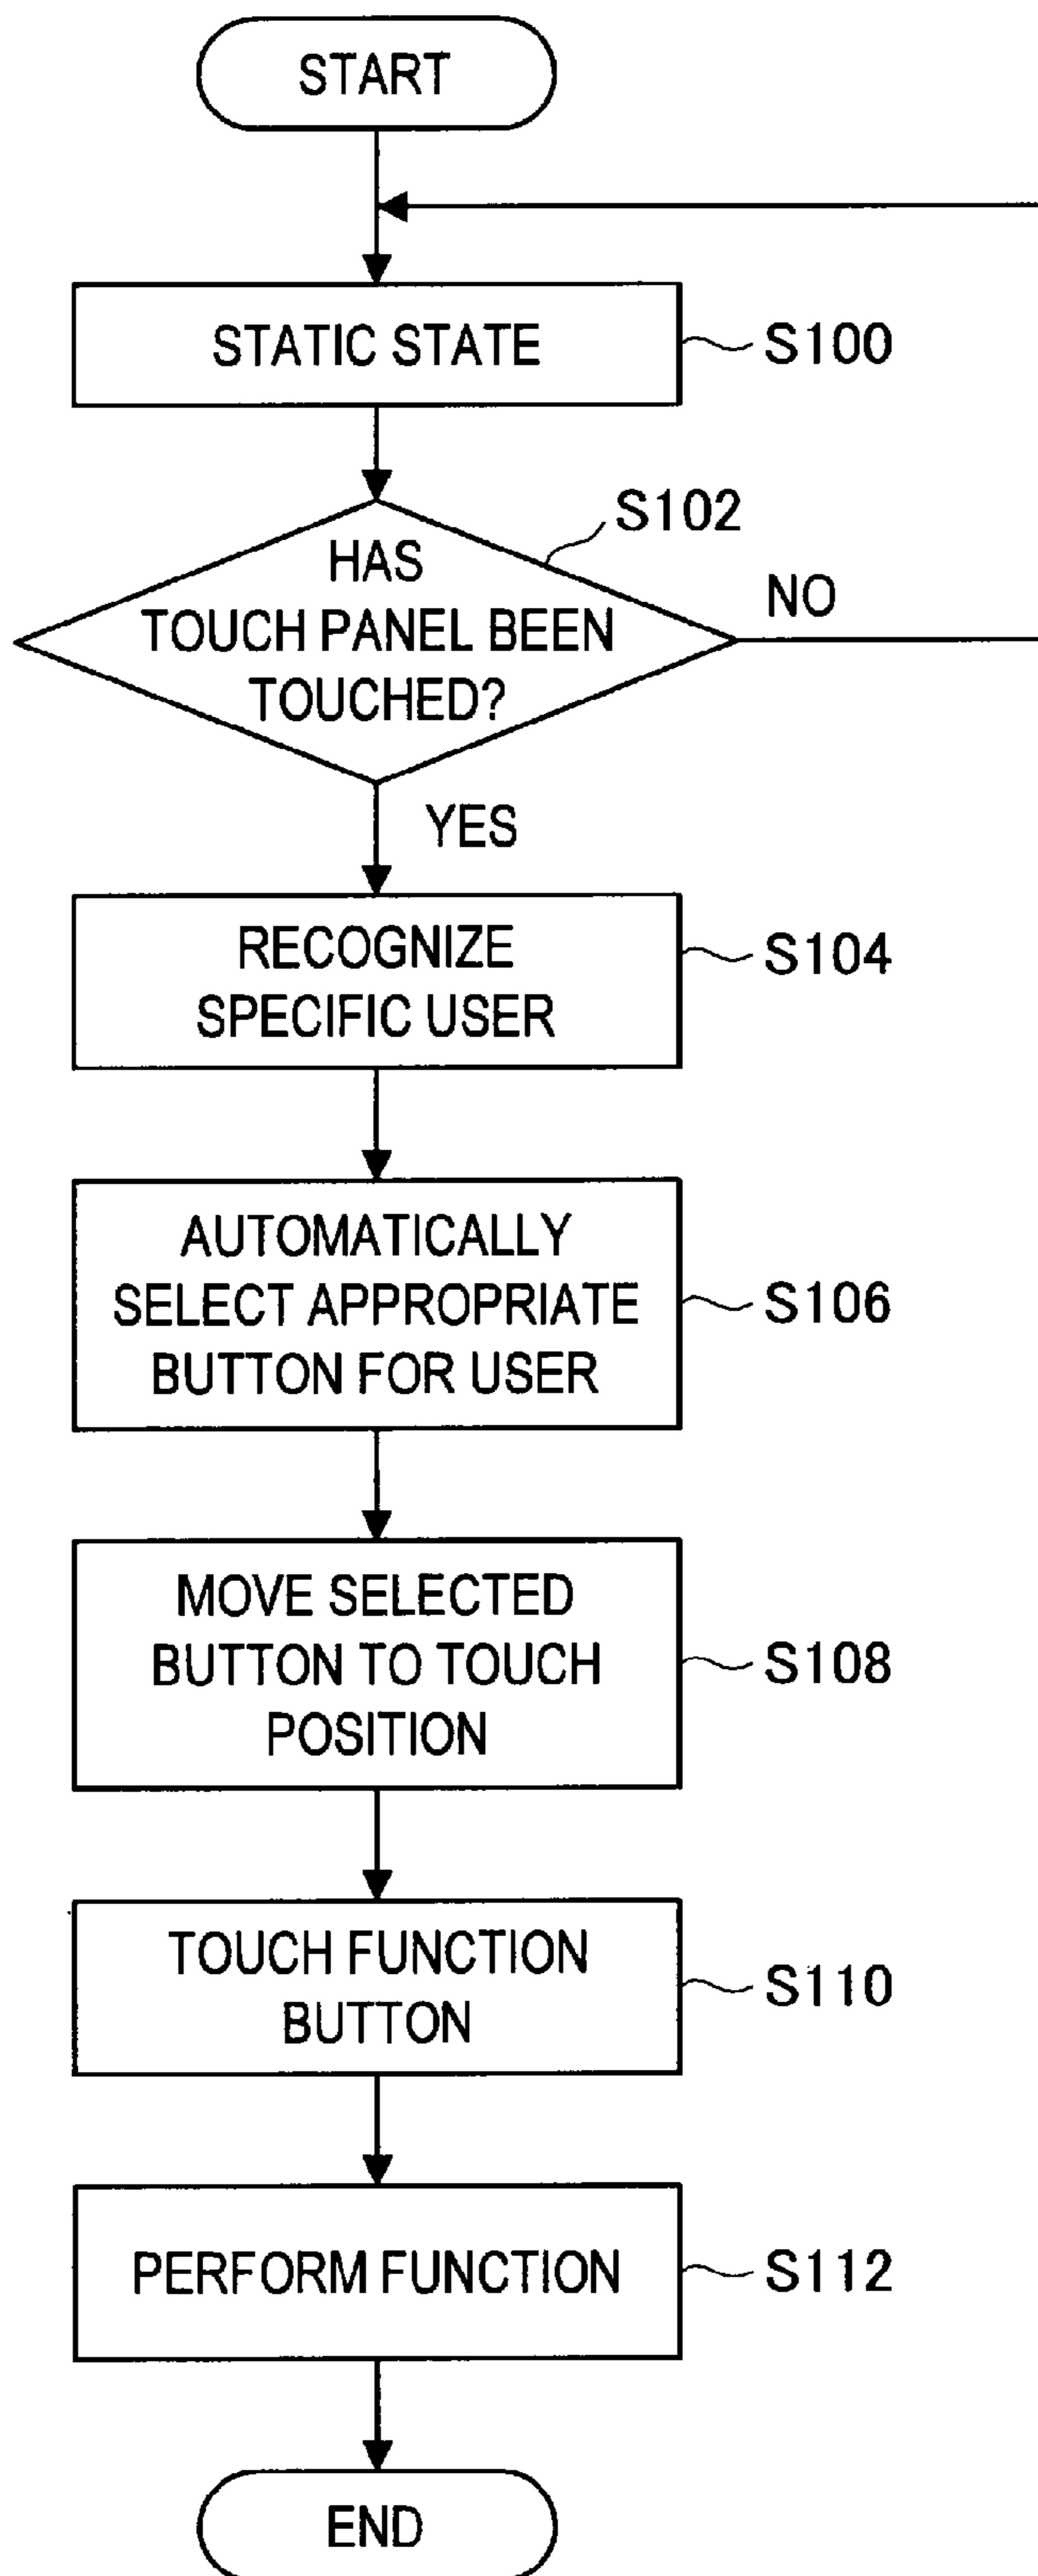 START
STATIC STATE
S100
S102
HAS
TOUCH PANEL BEEN
TOUCHED?
NO
YES
RECOGNIZE
SPECIFIC USER
S104
AUTOMATICALLY
SELECT APPROPRIATE
BUTTON FOR USER
S106
MOVE SELECTED
BUTTON TO TOUCH
POSITION
S108
TOUCH FUNCTION
BUTTON
S110
PERFORM FUNCTION
S112
END